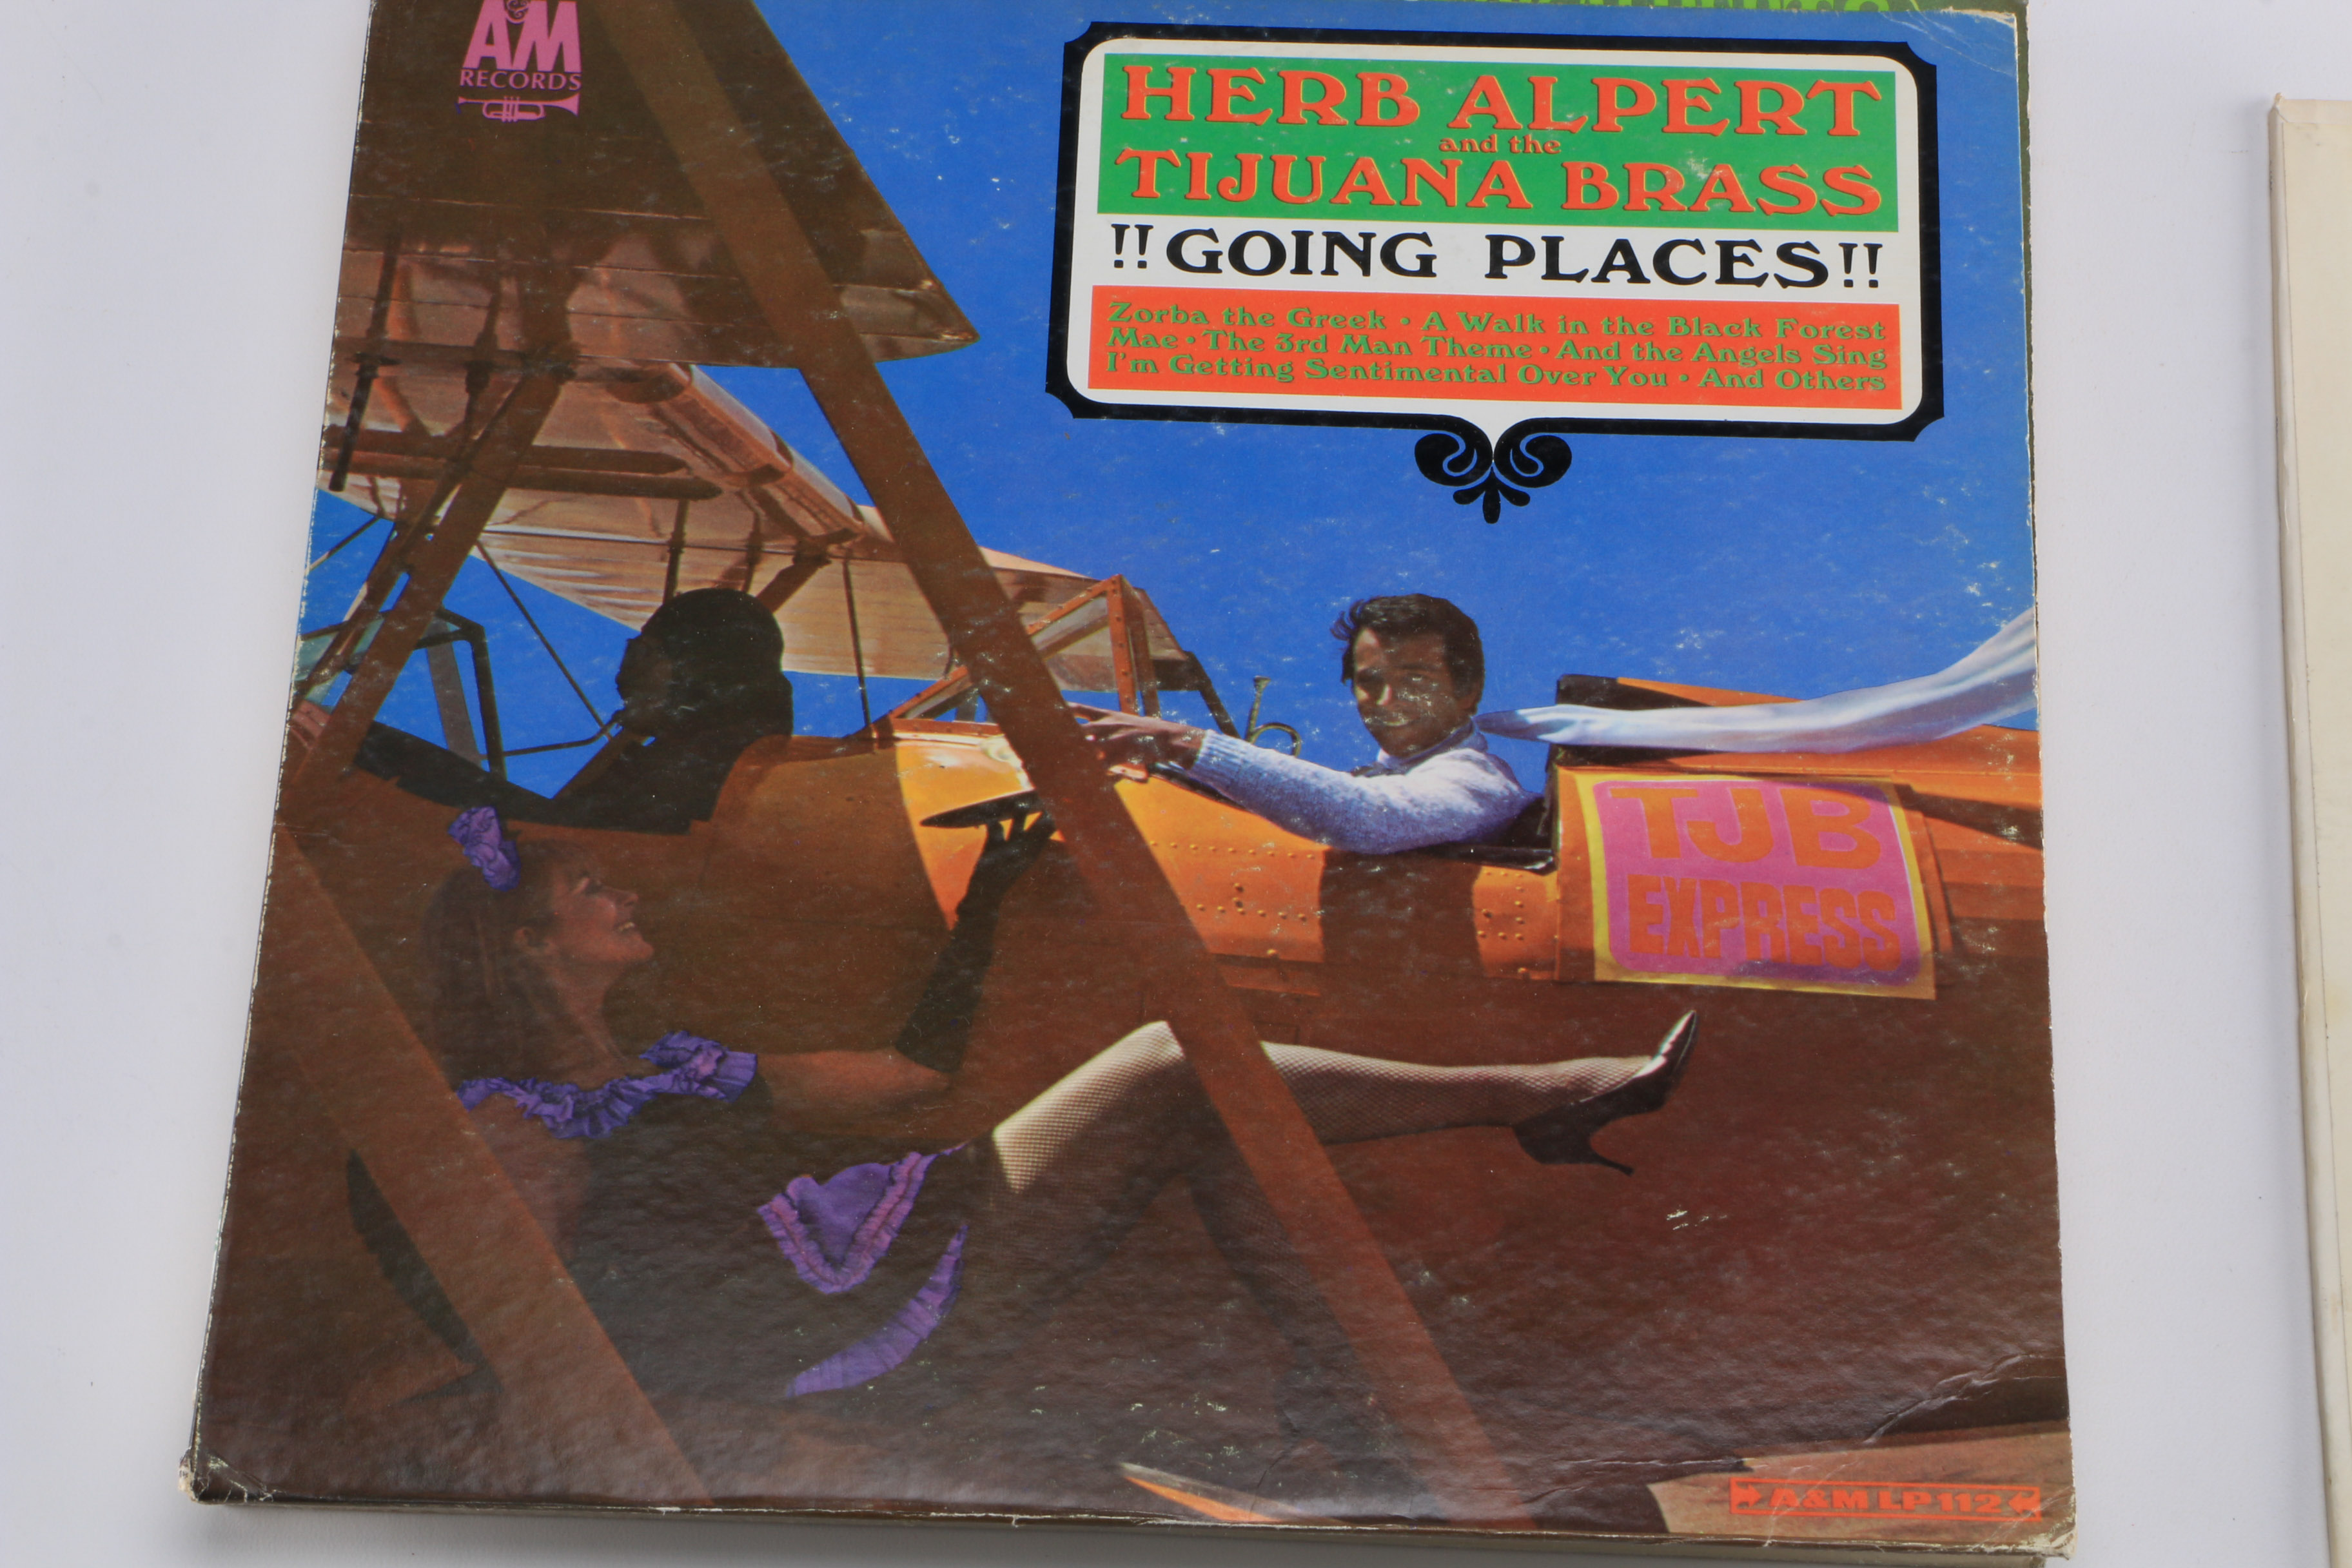 A&M
RECORDS
HERB ALPERT
and the
TIJUANA BRASS
!!GOING PLACES!!
Zorba the Greek • A Walk in the Black Forest
Mae • The 3rd Man Theme • And the Angels Sing
I'm Getting Sentimental Over You • And Others
TJB
EXPRESS
A&M LP 112